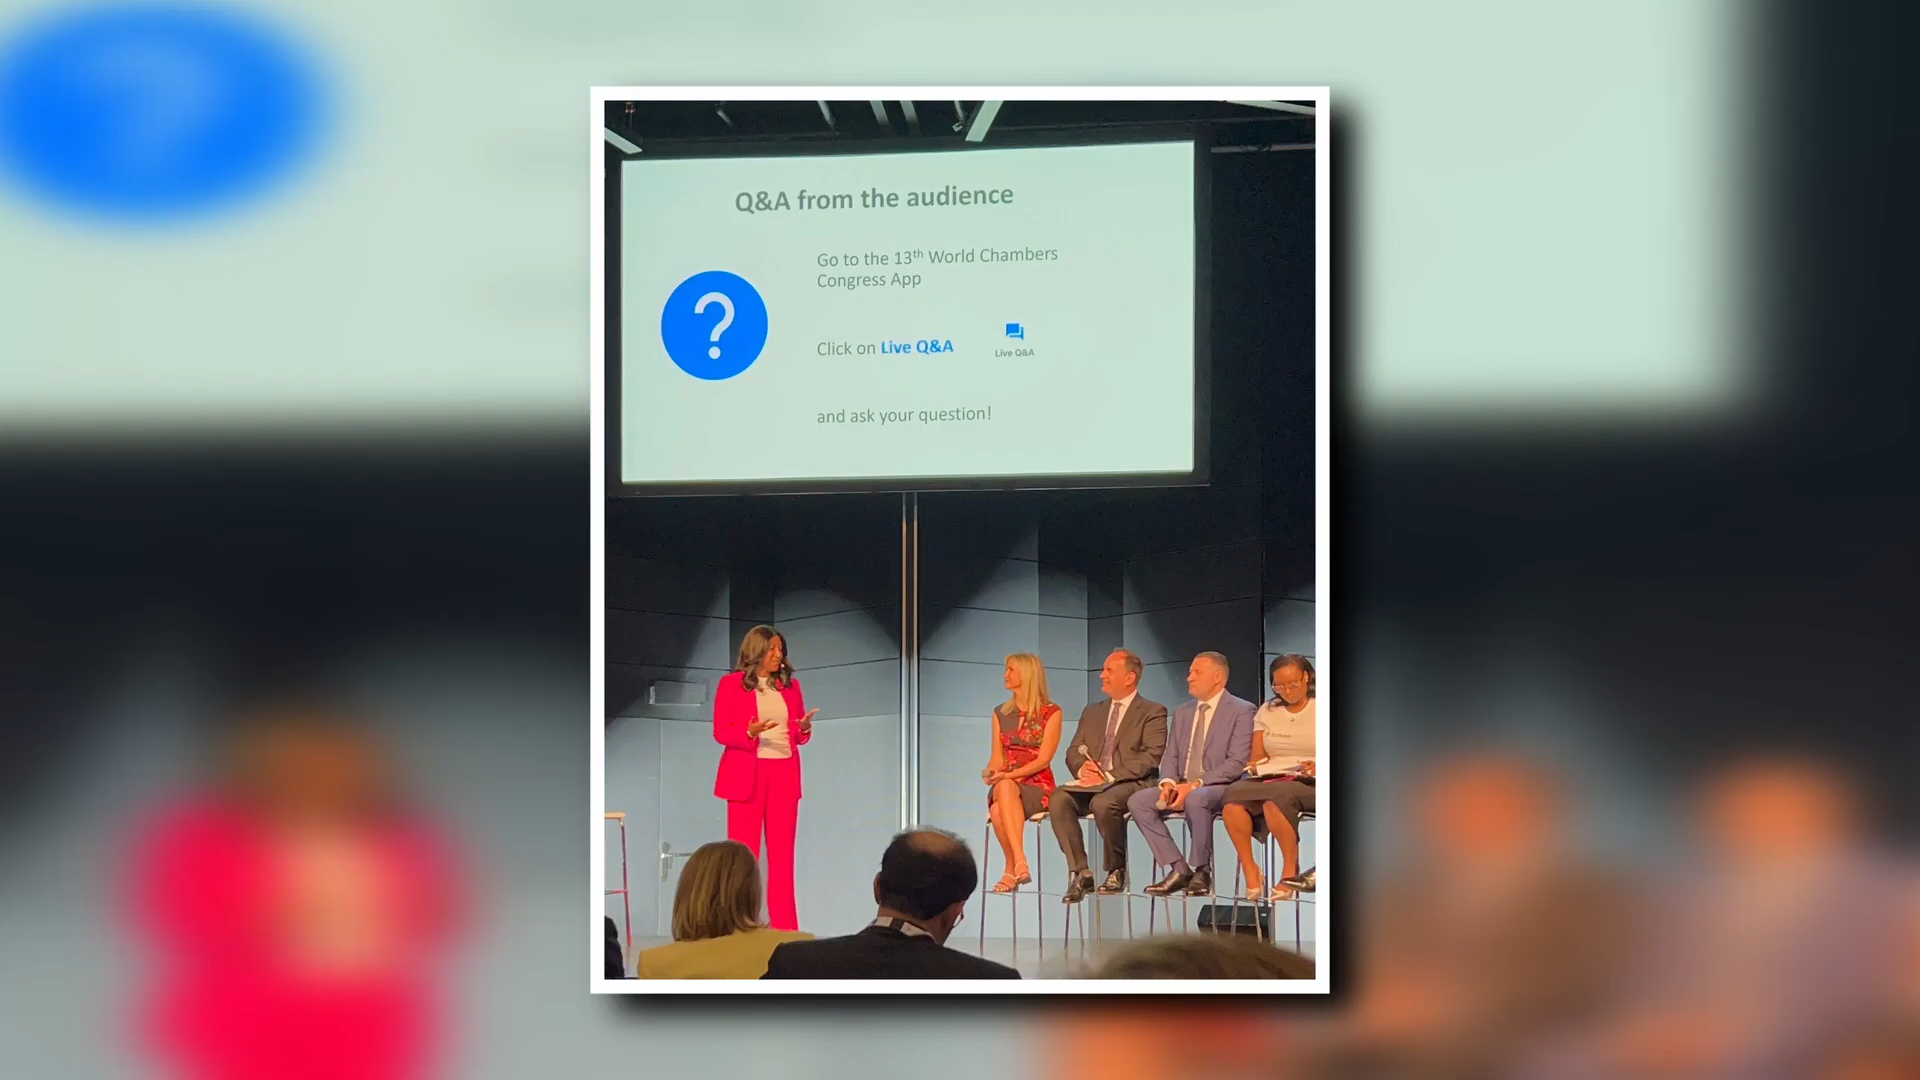 Q&A from the audience
Go to the 13th World Chambers
Congress App
Click on Live Q&A
Live Q&A
and ask your question!